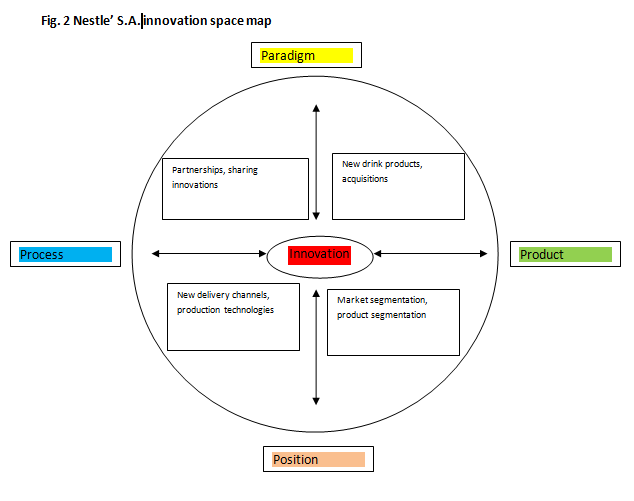 Fig. 2 Nestle’ S.A. innovation space map
Paradigm
Partnerships, sharing
innovations
New drink products,
acquisitions
Process
Innovation
Product
New delivery channels,
production technologies
Market segmentation,
product segmentation
Position